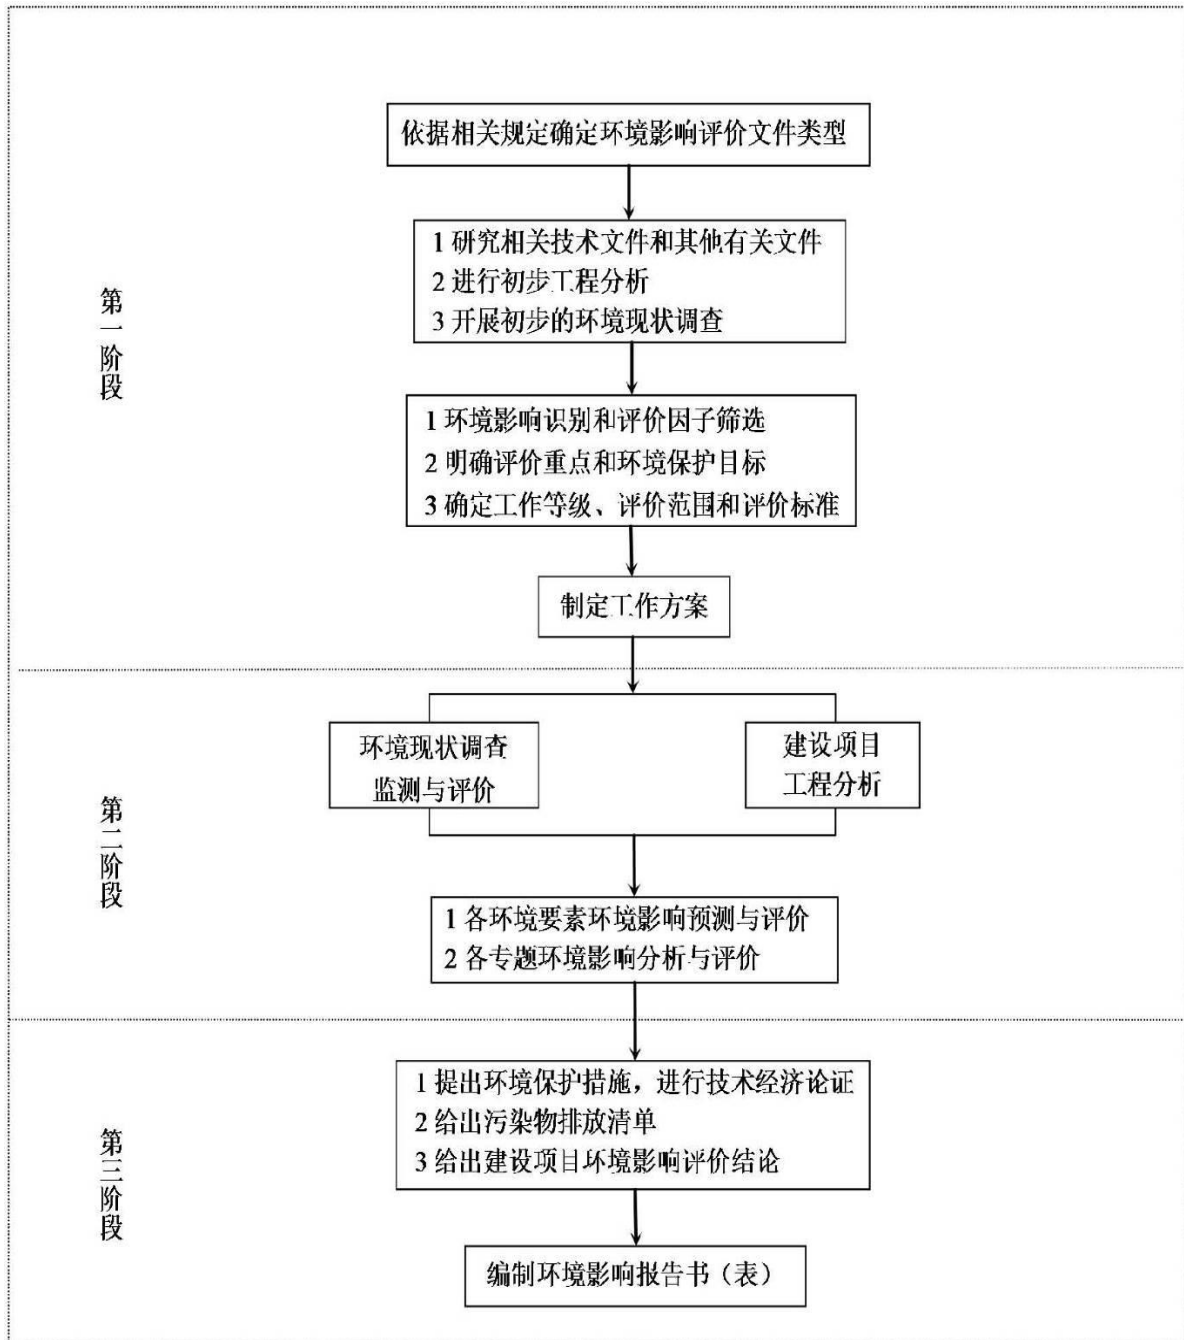 依据相关规定确定环境影响评价文件类型
1 研究相关技术文件和其他有关文件
2 进行初步工程分析
3 开展初步的环境现状调查
第一阶段
1 环境影响识别和评价因子筛选
2 明确评价重点和环境保护目标
3 确定工作等级、评价范围和评价标准
制定工作方案
环境现状调查
监测与评价
建设项目
工程分析
第二阶段
1 各环境要素环境影响预测与评价
2 各专题环境影响分析与评价
1 提出环境保护措施，进行技术经济论证
2 给出污染物排放清单
3 给出建设项目环境影响评价结论
第三阶段
编制环境影响报告书（表）